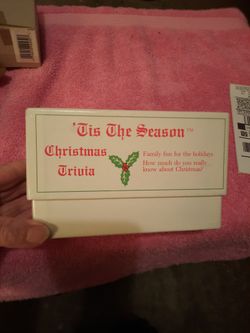 'Tis The Season™
Christmas
Trivia
Family fun for the holidays.
How much do you really
know about Christmas?